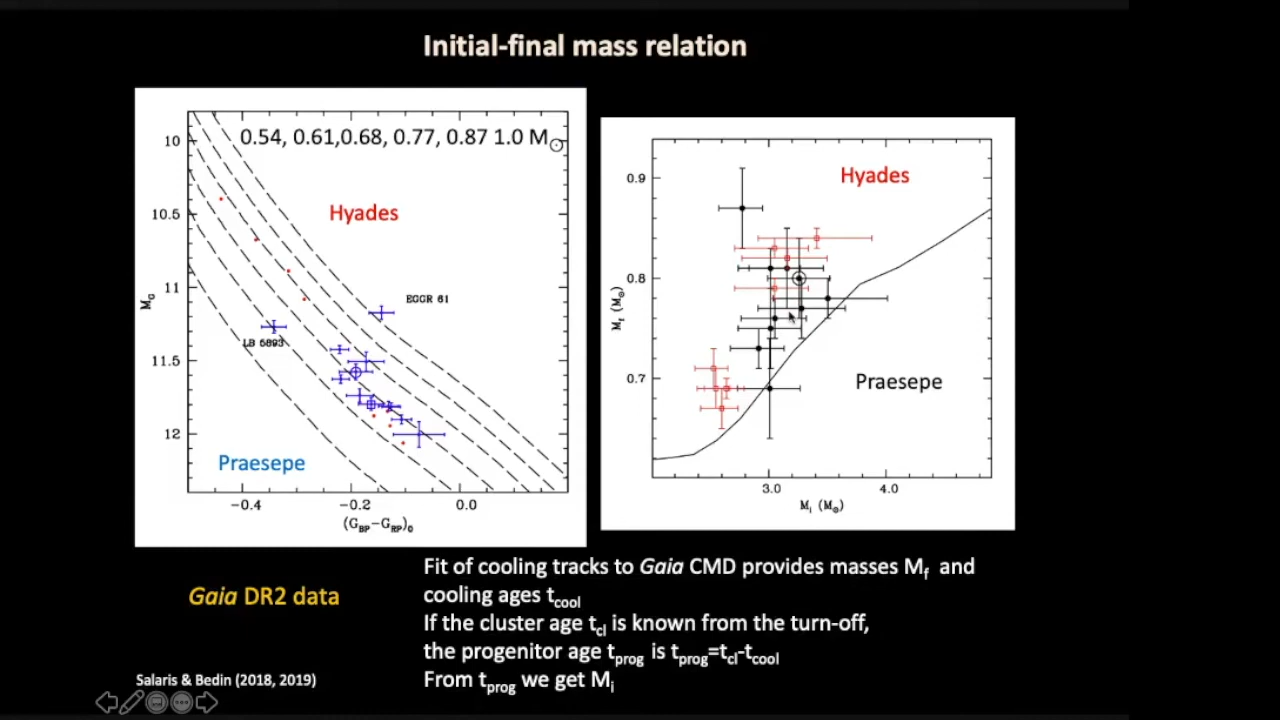 Initial-final mass relation
0.54, 0.61,0.68, 0.77, 0.87 1.0 M⊙
Hyades
EGGR 61
LB 5893
Praesepe
10
10.5
11
11.5
12
M_G
−0.4 −0.2 0.0
(G_BP−G_RP)_0
Hyades
Praesepe
0.9
0.8
0.7
M_f (M⊙)
3.0 4.0
M_i (M⊙)
Gaia DR2 data
Fit of cooling tracks to Gaia CMD provides masses M_f and
cooling ages t_cool
If the cluster age t_cl is known from the turn-off,
the progenitor age t_prog is t_prog=t_cl-t_cool
From t_prog we get M_i
Salaris & Bedin (2018, 2019)